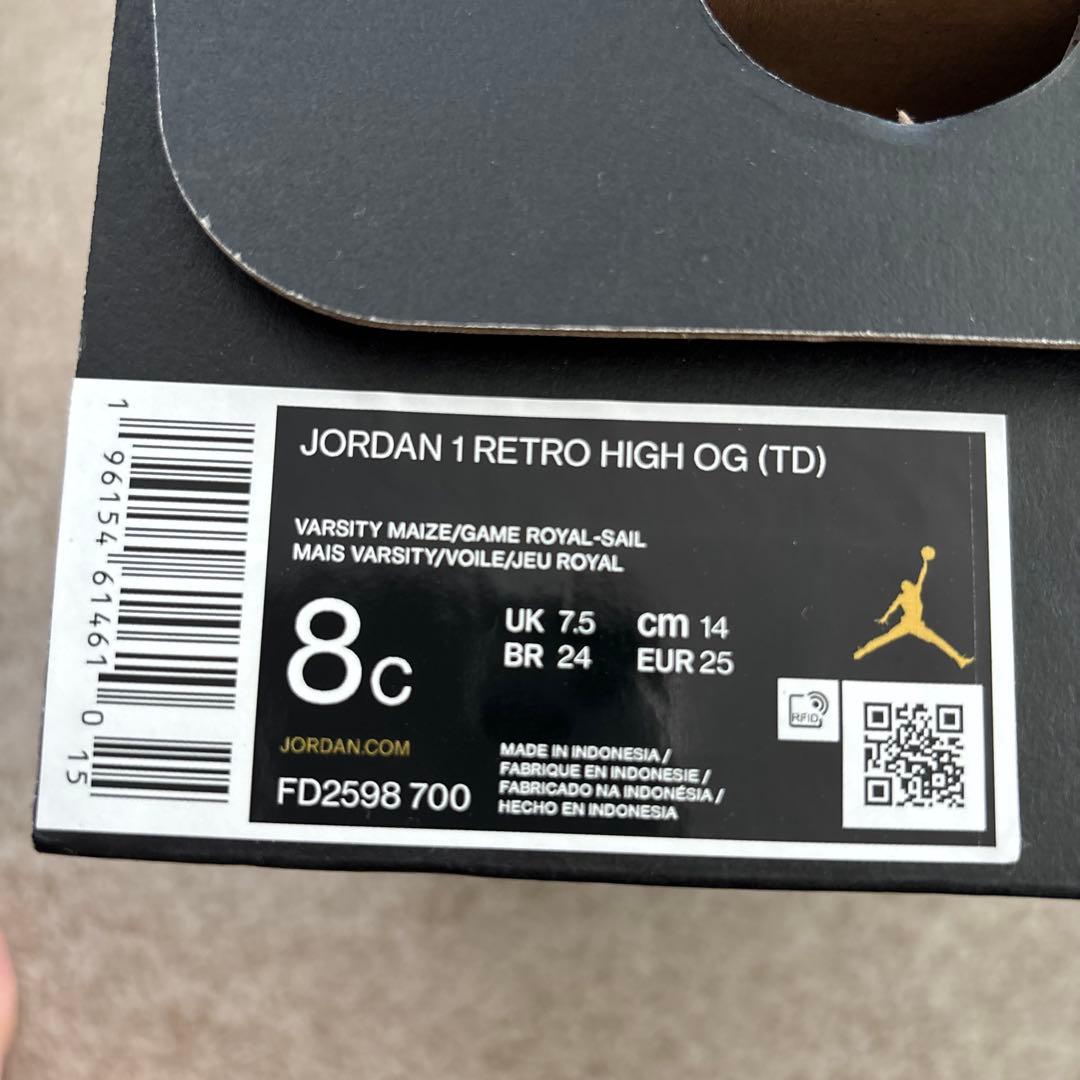 JORDAN 1 RETRO HIGH OG (TD)
VARSITY MAIZE/GAME ROYAL-SAIL
MAIS VARSITY/VOILE/JEU ROYAL
8C
UK 7.5 cm 14
BR 24 EUR 25
RFID
JORDAN.COM
FD2598 700
MADE IN INDONESIA /
FABRIQUE EN INDONESIE /
FABRICADO NA INDONÉSIA /
HECHO EN INDONESIA
1 96154 61461 0 15